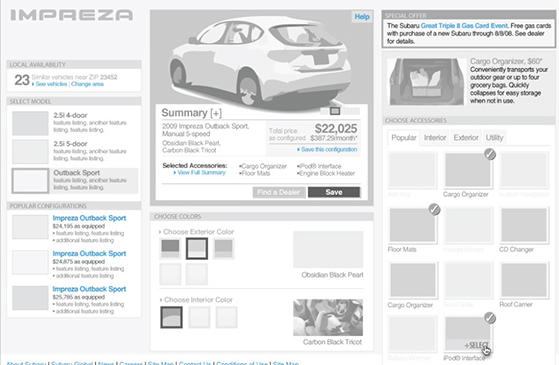 IMPREZA
LOCAL AVAILABILITY
23 Similar vehicles near ZIP 23452
› See vehicles | Change area
SELECT MODEL
2.5i 4-door
feature listing, another feature listing.
2.5i 5-door
feature listing, another feature listing.
Outback Sport
feature listing, another feature listing.
POPULAR CONFIGURATIONS
Impreza Outback Sport
$24,195 as equipped
• feature listing, feature listing
• additional feature listing
Impreza Outback Sport
$24,875 as equipped
• feature listing, feature listing
• additional feature listing
Impreza Outback Sport
$25,785 as equipped
• feature listing, feature listing
• additional feature listing
Help
Summary [+]
2009 Impreza Outback Sport,
Manual 5-speed
Obsidian Black Pearl,
Carbon Black Tricot
Total price
as configured
$22,025
$387.29/month*
› Save this configuration
Selected Accessories:
› View Full Summary
•Cargo Organizer
•Floor Mats
•iPod® Interface
•Engine Block Heater
Find a Dealer
Save
CHOOSE COLORS
› Choose Exterior Color
Obsidian Black Pearl
› Choose Interior Color
Carbon Black Tricot
SPECIAL OFFER
The Subaru Great Triple 8 Gas Card Event. Free gas cards
with purchase of a new Subaru through 8/8/08. See dealer
for details.
Cargo Organizer, $60*
Conveniently transports your
outdoor gear or up to four
grocery bags. Quickly
collapses for easy storage
when not in use.
CHOOSE ACCESSORIES
Popular Interior Exterior Utility
Cargo Organizer
Floor Mats
CD Changer
Cargo Organizer
Roof Carrier
+SELECT
iPod® Interface
About Subaru | Subaru Global | News | Careers | Site Map | Contact Us | Conditions of Use | Site Map